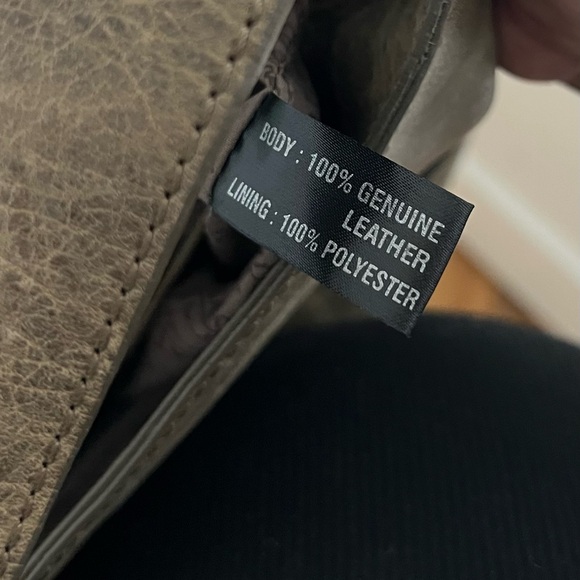 BODY : 100% GENUINE
LEATHER
LINING : 100% POLYESTER